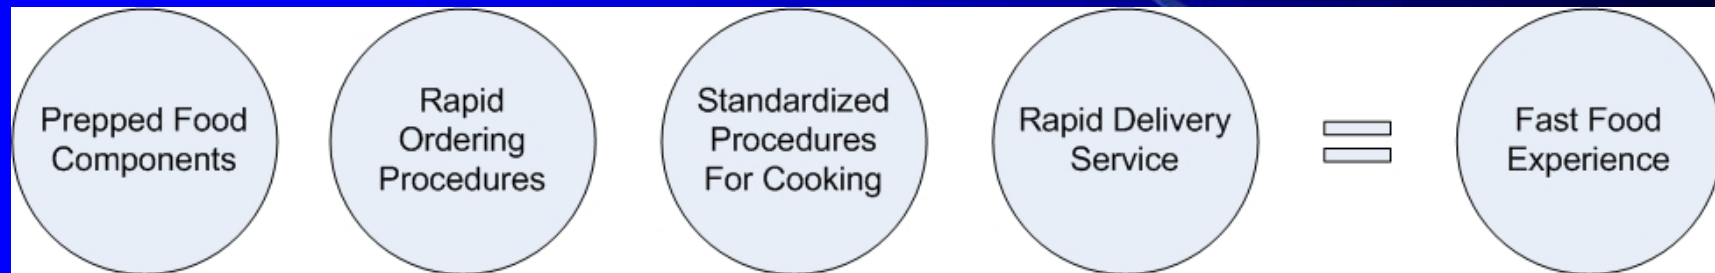 Prepped Food
Components
Rapid
Ordering
Procedures
Standardized
Procedures
For Cooking
Rapid Delivery
Service
=
Fast Food
Experience